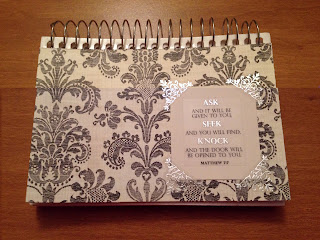 ASK
AND IT WILL BE
GIVEN TO YOU,
SEEK
AND YOU WILL FIND,
KNOCK
AND THE DOOR WILL
BE OPENED TO YOU.
MATTHEW 7:7